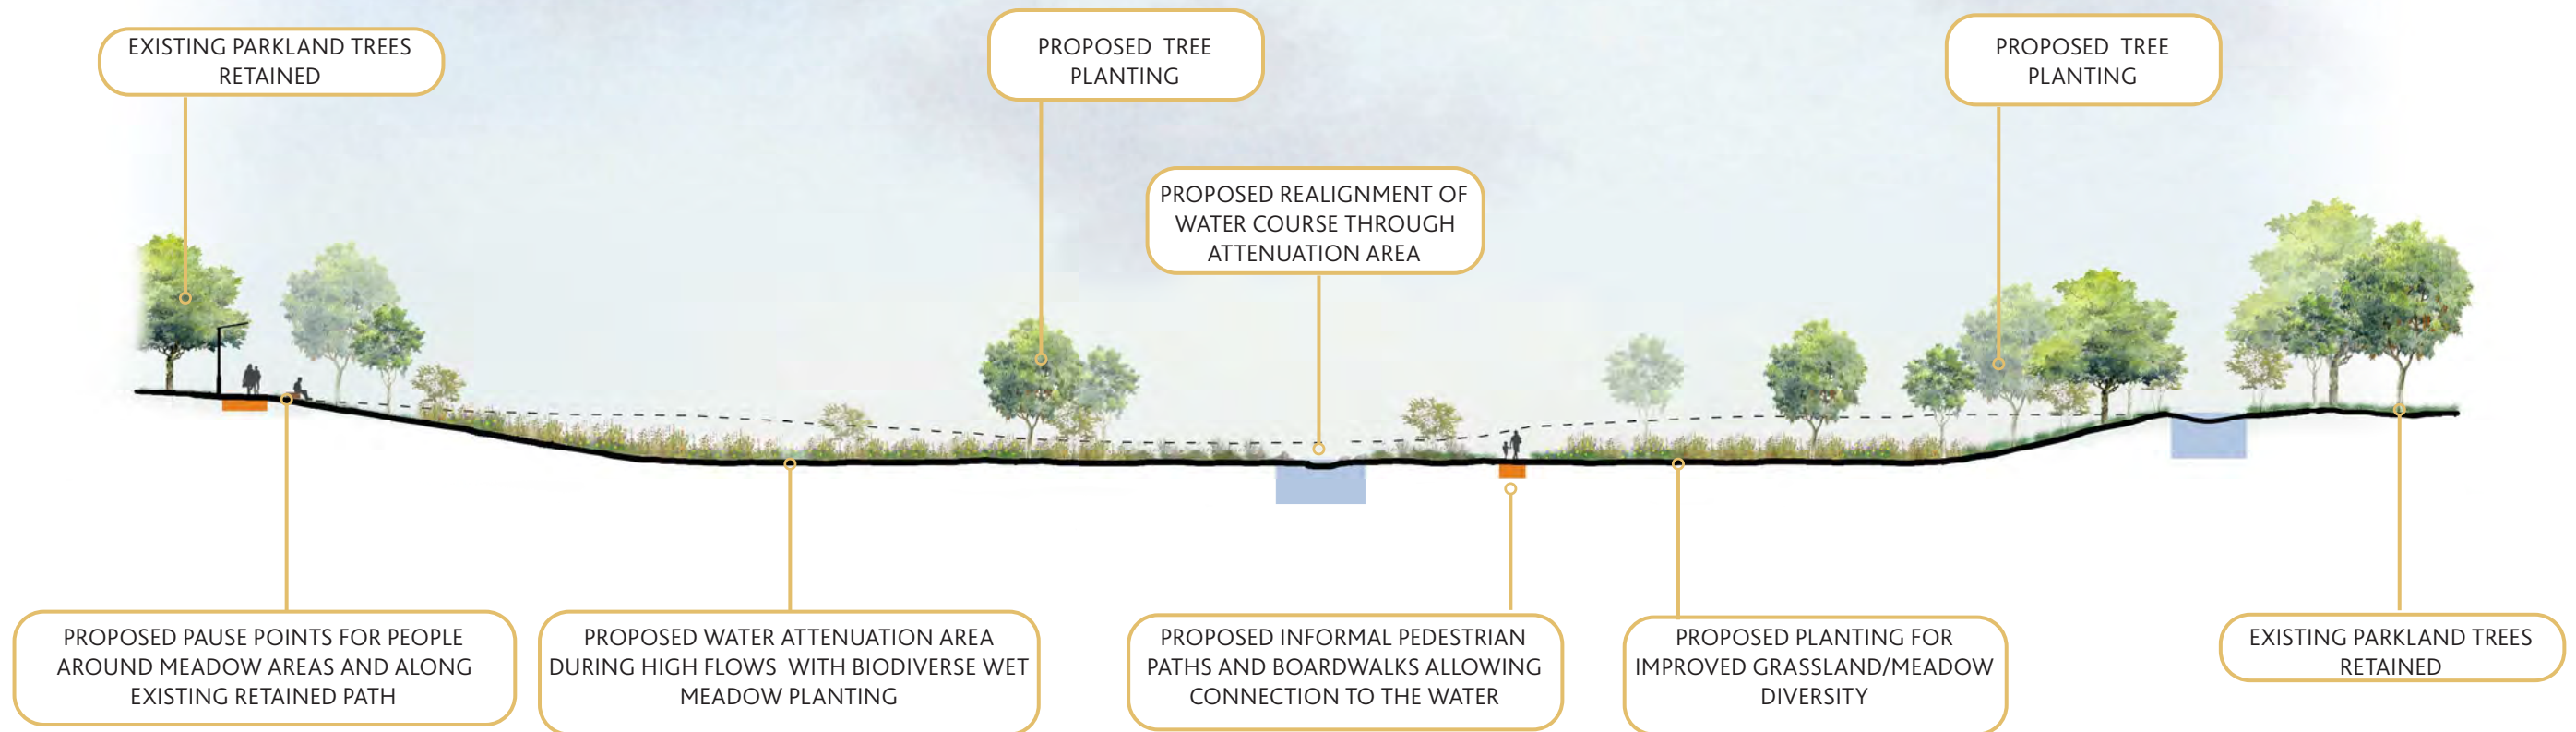 EXISTING PARKLAND TREES
RETAINED
PROPOSED TREE
PLANTING
PROPOSED TREE
PLANTING
PROPOSED REALIGNMENT OF
WATER COURSE THROUGH
ATTENUATION AREA
PROPOSED PAUSE POINTS FOR PEOPLE
AROUND MEADOW AREAS AND ALONG
EXISTING RETAINED PATH
PROPOSED WATER ATTENUATION AREA
DURING HIGH FLOWS WITH BIODIVERSE WET
MEADOW PLANTING
PROPOSED INFORMAL PEDESTRIAN
PATHS AND BOARDWALKS ALLOWING
CONNECTION TO THE WATER
PROPOSED PLANTING FOR
IMPROVED GRASSLAND/MEADOW
DIVERSITY
EXISTING PARKLAND TREES
RETAINED